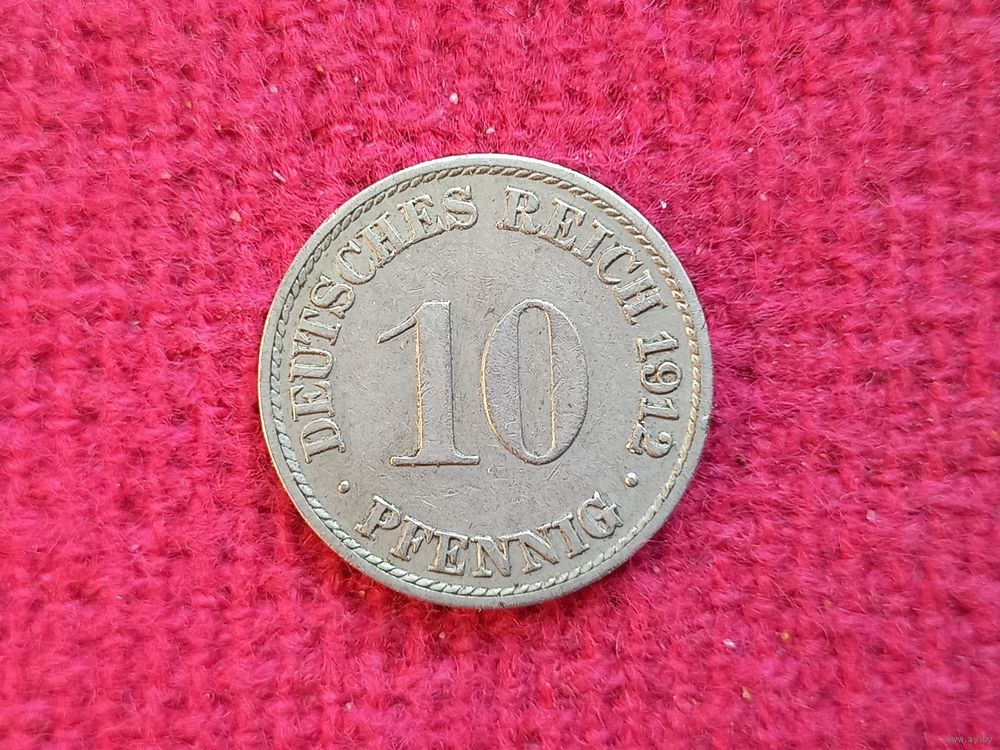 DEUTSCHES REICH 1912
10
· PFENNIG ·
www.ay.by